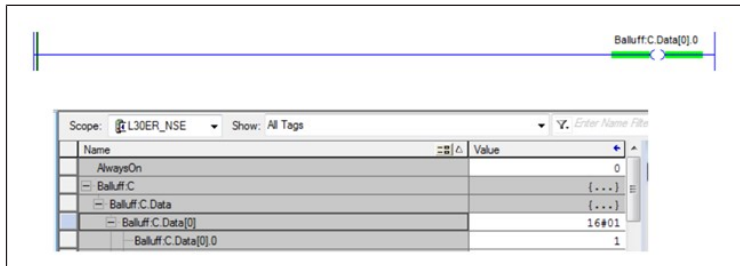 Balluff:C.Data[0].0
Scope: L30ER_NSE Show: All Tags Enter Name Filte
Name Value
AlwaysOn 0
Balluff:C {...}
Balluff:C.Data {...}
Balluff:C.Data[0] 16#01
Balluff:C.Data[0].0 1